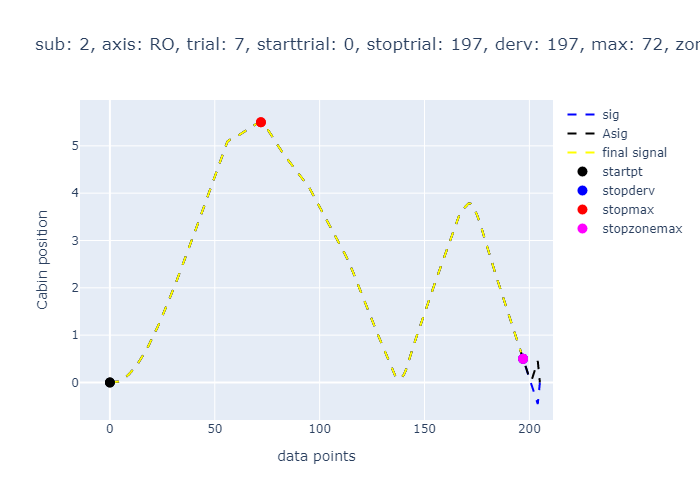 sub: 2, axis: RO, trial: 7, starttrial: 0, stoptrial: 197, derv: 197, max: 72, zon
sig
Asig
final signal
startpt
stopderv
stopmax
stopzonemax
Cabin position
5
4
3
2
1
0
0
50
100
150
200
data points